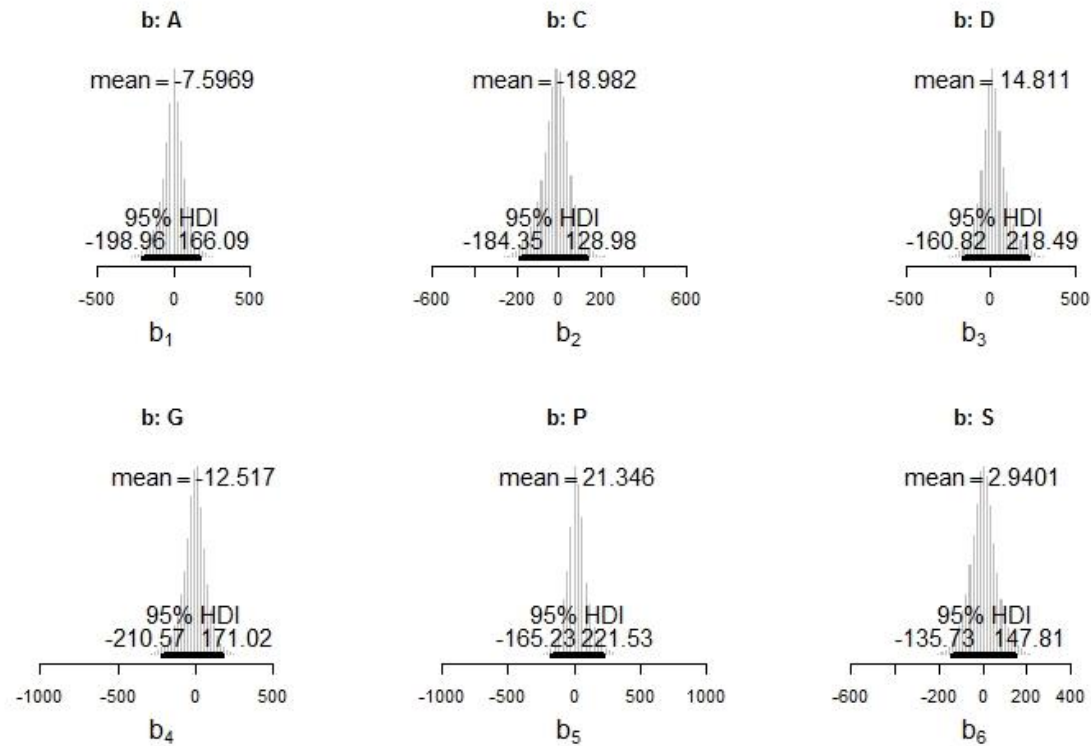 b: A
mean = -7.5969
95% HDI
-198.96 166.09
-500 0 500
b1
b: C
mean = -18.982
95% HDI
-184.35 128.98
-600 -200 0 200 600
b2
b: D
mean = 14.811
95% HDI
-160.82 218.49
-500 0 500
b3
b: G
mean = -12.517
95% HDI
-210.57 171.02
-1000 -500 0 500
b4
b: P
mean = 21.346
95% HDI
-165.23 221.53
-1000 -500 0 500 1000
b5
b: S
mean = 2.9401
95% HDI
-135.73 147.81
-600 -200 0 200 400
b6